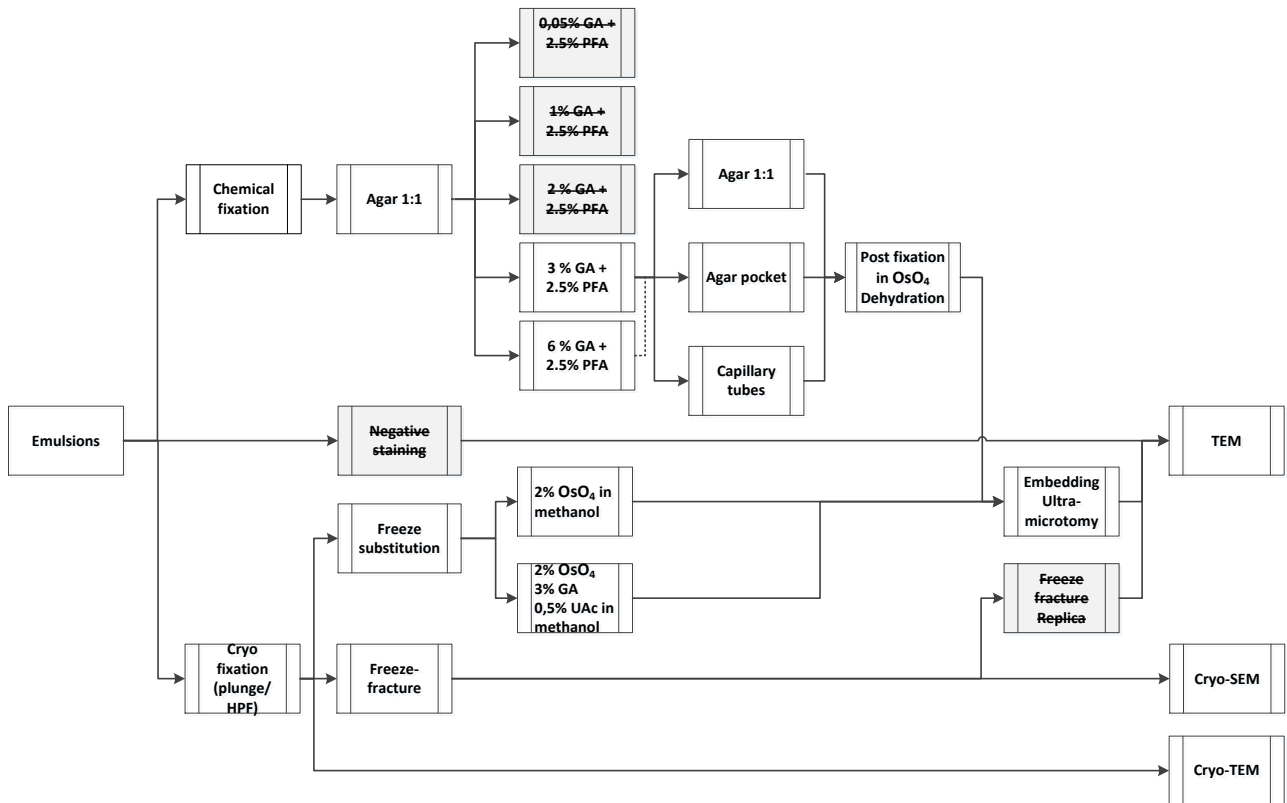 0,05% GA +
2.5% PFA
1% GA +
2.5% PFA
2 % GA +
2.5% PFA
3 % GA +
2.5% PFA
6 % GA +
2.5% PFA
Chemical
fixation
Agar 1:1
Agar 1:1
Agar pocket
Capillary
tubes
Post fixation
in OsO₄
Dehydration
Emulsions
Negative
staining
TEM
Freeze
substitution
2% OsO₄ in
methanol
2% OsO₄
3% GA
0,5% UAc in
methanol
Embedding
Ultra-
microtomy
Freeze
fracture
Replica
Cryo
fixation
(plunge/
HPF)
Freeze-
fracture
Cryo-SEM
Cryo-TEM